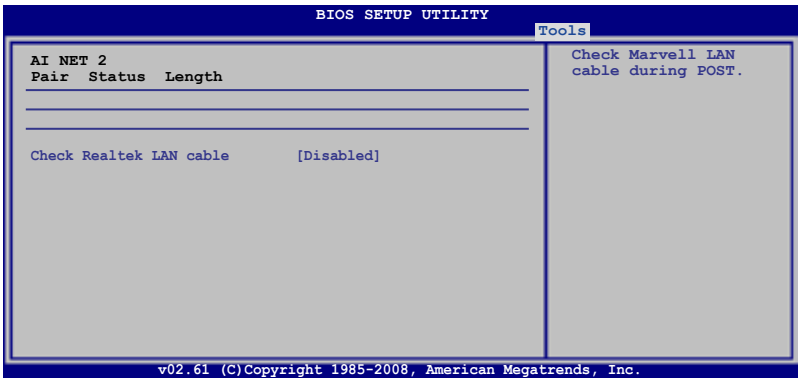 BIOS SETUP UTILITY
Tools
AI NET 2
Pair Status Length
Check Realtek LAN cable [Disabled]
Check Marvell LAN
cable during POST.
v02.61 (C)Copyright 1985-2008, American Megatrends, Inc.